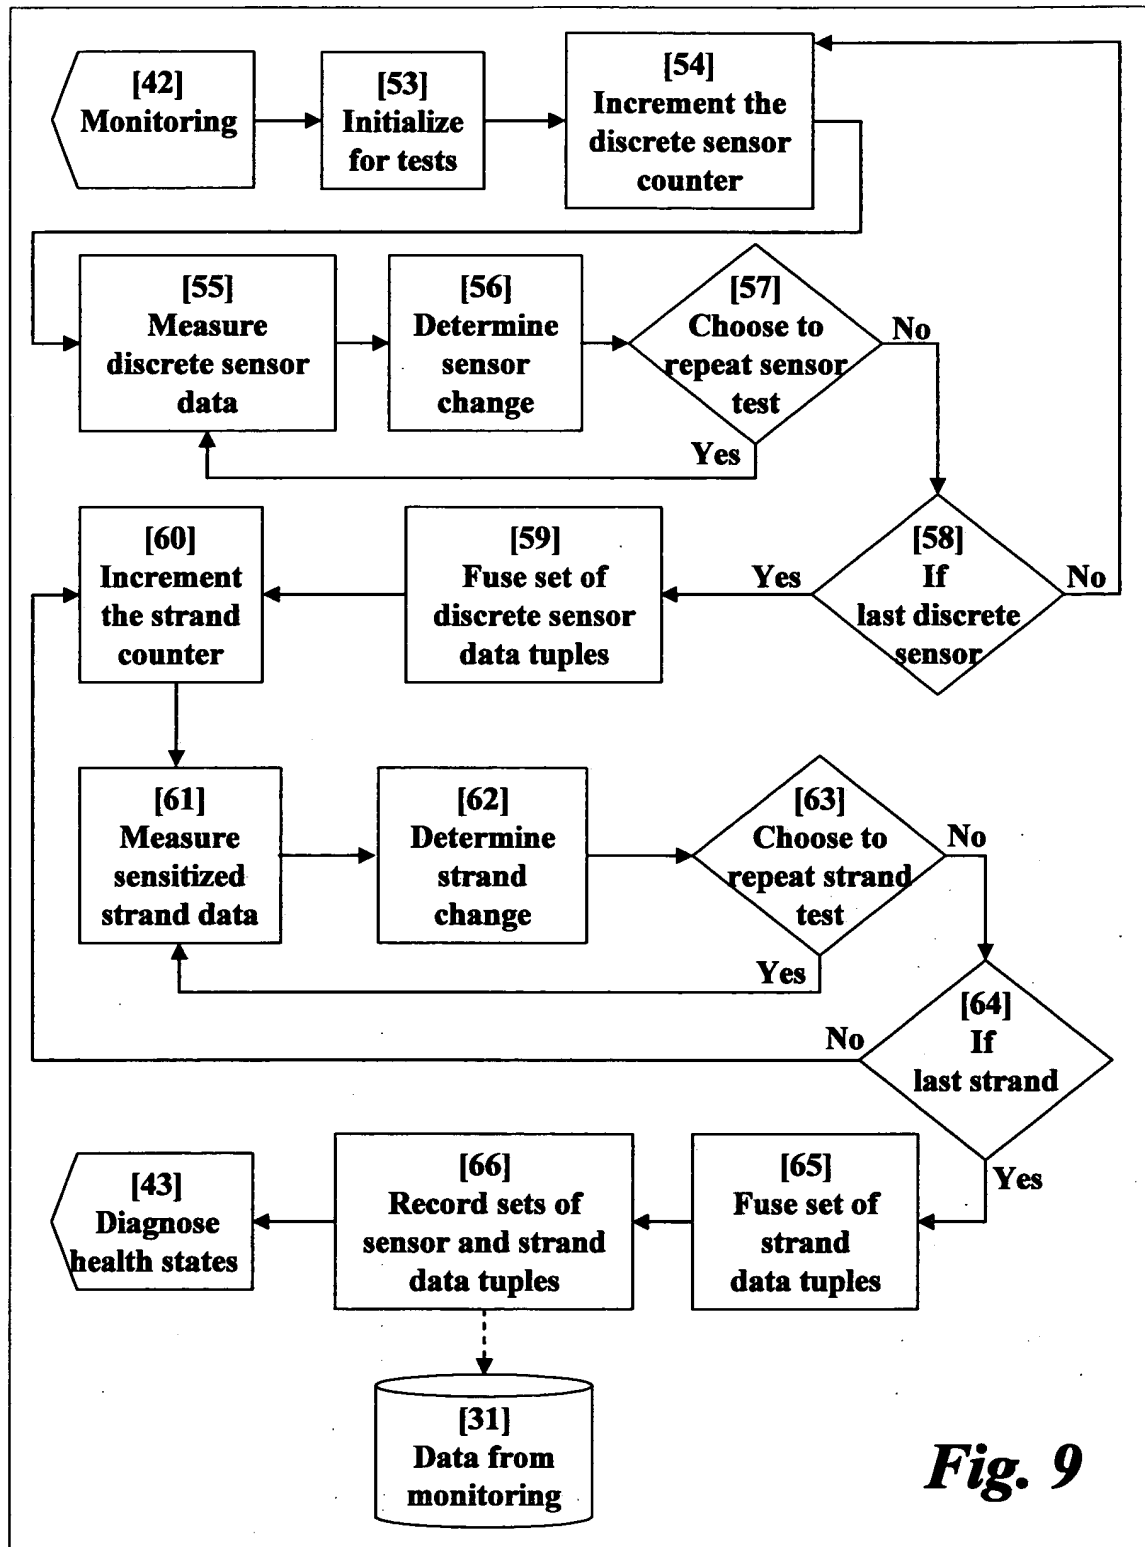 [42]
Monitoring
[53]
Initialize
for tests
[54]
Increment the
discrete sensor
counter
[55]
Measure
discrete sensor
data
[56]
Determine
sensor
change
[57]
Choose to
repeat sensor
test
No
Yes
[60]
Increment
the strand
counter
[59]
Fuse set of
discrete sensor
data tuples
Yes
[58]
If
last discrete
sensor
No
[61]
Measure
sensitized
strand data
[62]
Determine
strand
change
[63]
Choose to
repeat strand
test
No
Yes
No
[64]
If
last strand
Yes
[43]
Diagnose
health states
[66]
Record sets of
sensor and strand
data tuples
[65]
Fuse set of
strand
data tuples
[31]
Data from
monitoring
Fig. 9